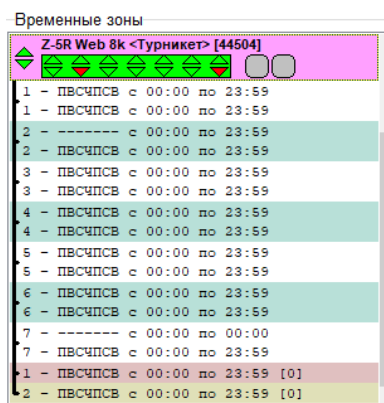 Временные зоны
Z-5R Web 8k <Турникет> [44504]
1 - ПВСЧПСВ с 00:00 по 23:59
1 - ПВСЧПСВ с 00:00 по 23:59
2 - ------- с 00:00 по 23:59
2 - ПВСЧПСВ с 00:00 по 23:59
3 - ПВСЧПСВ с 00:00 по 23:59
3 - ПВСЧПСВ с 00:00 по 23:59
4 - ПВСЧПСВ с 00:00 по 23:59
4 - ПВСЧПСВ с 00:00 по 23:59
5 - ПВСЧПСВ с 00:00 по 23:59
5 - ПВСЧПСВ с 00:00 по 23:59
6 - ПВСЧПСВ с 00:00 по 23:59
6 - ПВСЧПСВ с 00:00 по 23:59
7 - ------- с 00:00 по 00:00
7 - ПВСЧПСВ с 00:00 по 23:59
1 - ПВСЧПСВ с 00:00 по 23:59 [0]
2 - ПВСЧПСВ с 00:00 по 23:59 [0]